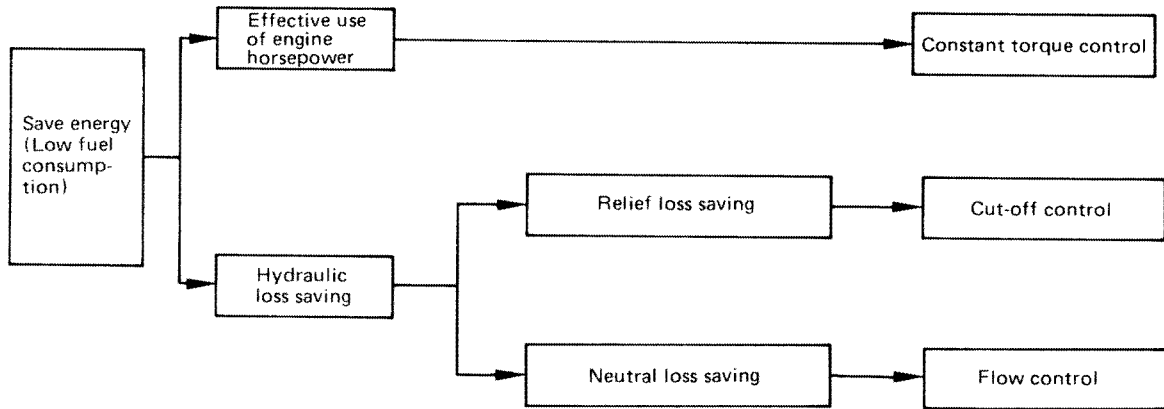 Effective use
of engine
horsepower
Constant torque control
Save energy
(Low fuel
consump-
tion)
Relief loss saving
Cut-off control
Hydraulic
loss saving
Neutral loss saving
Flow control